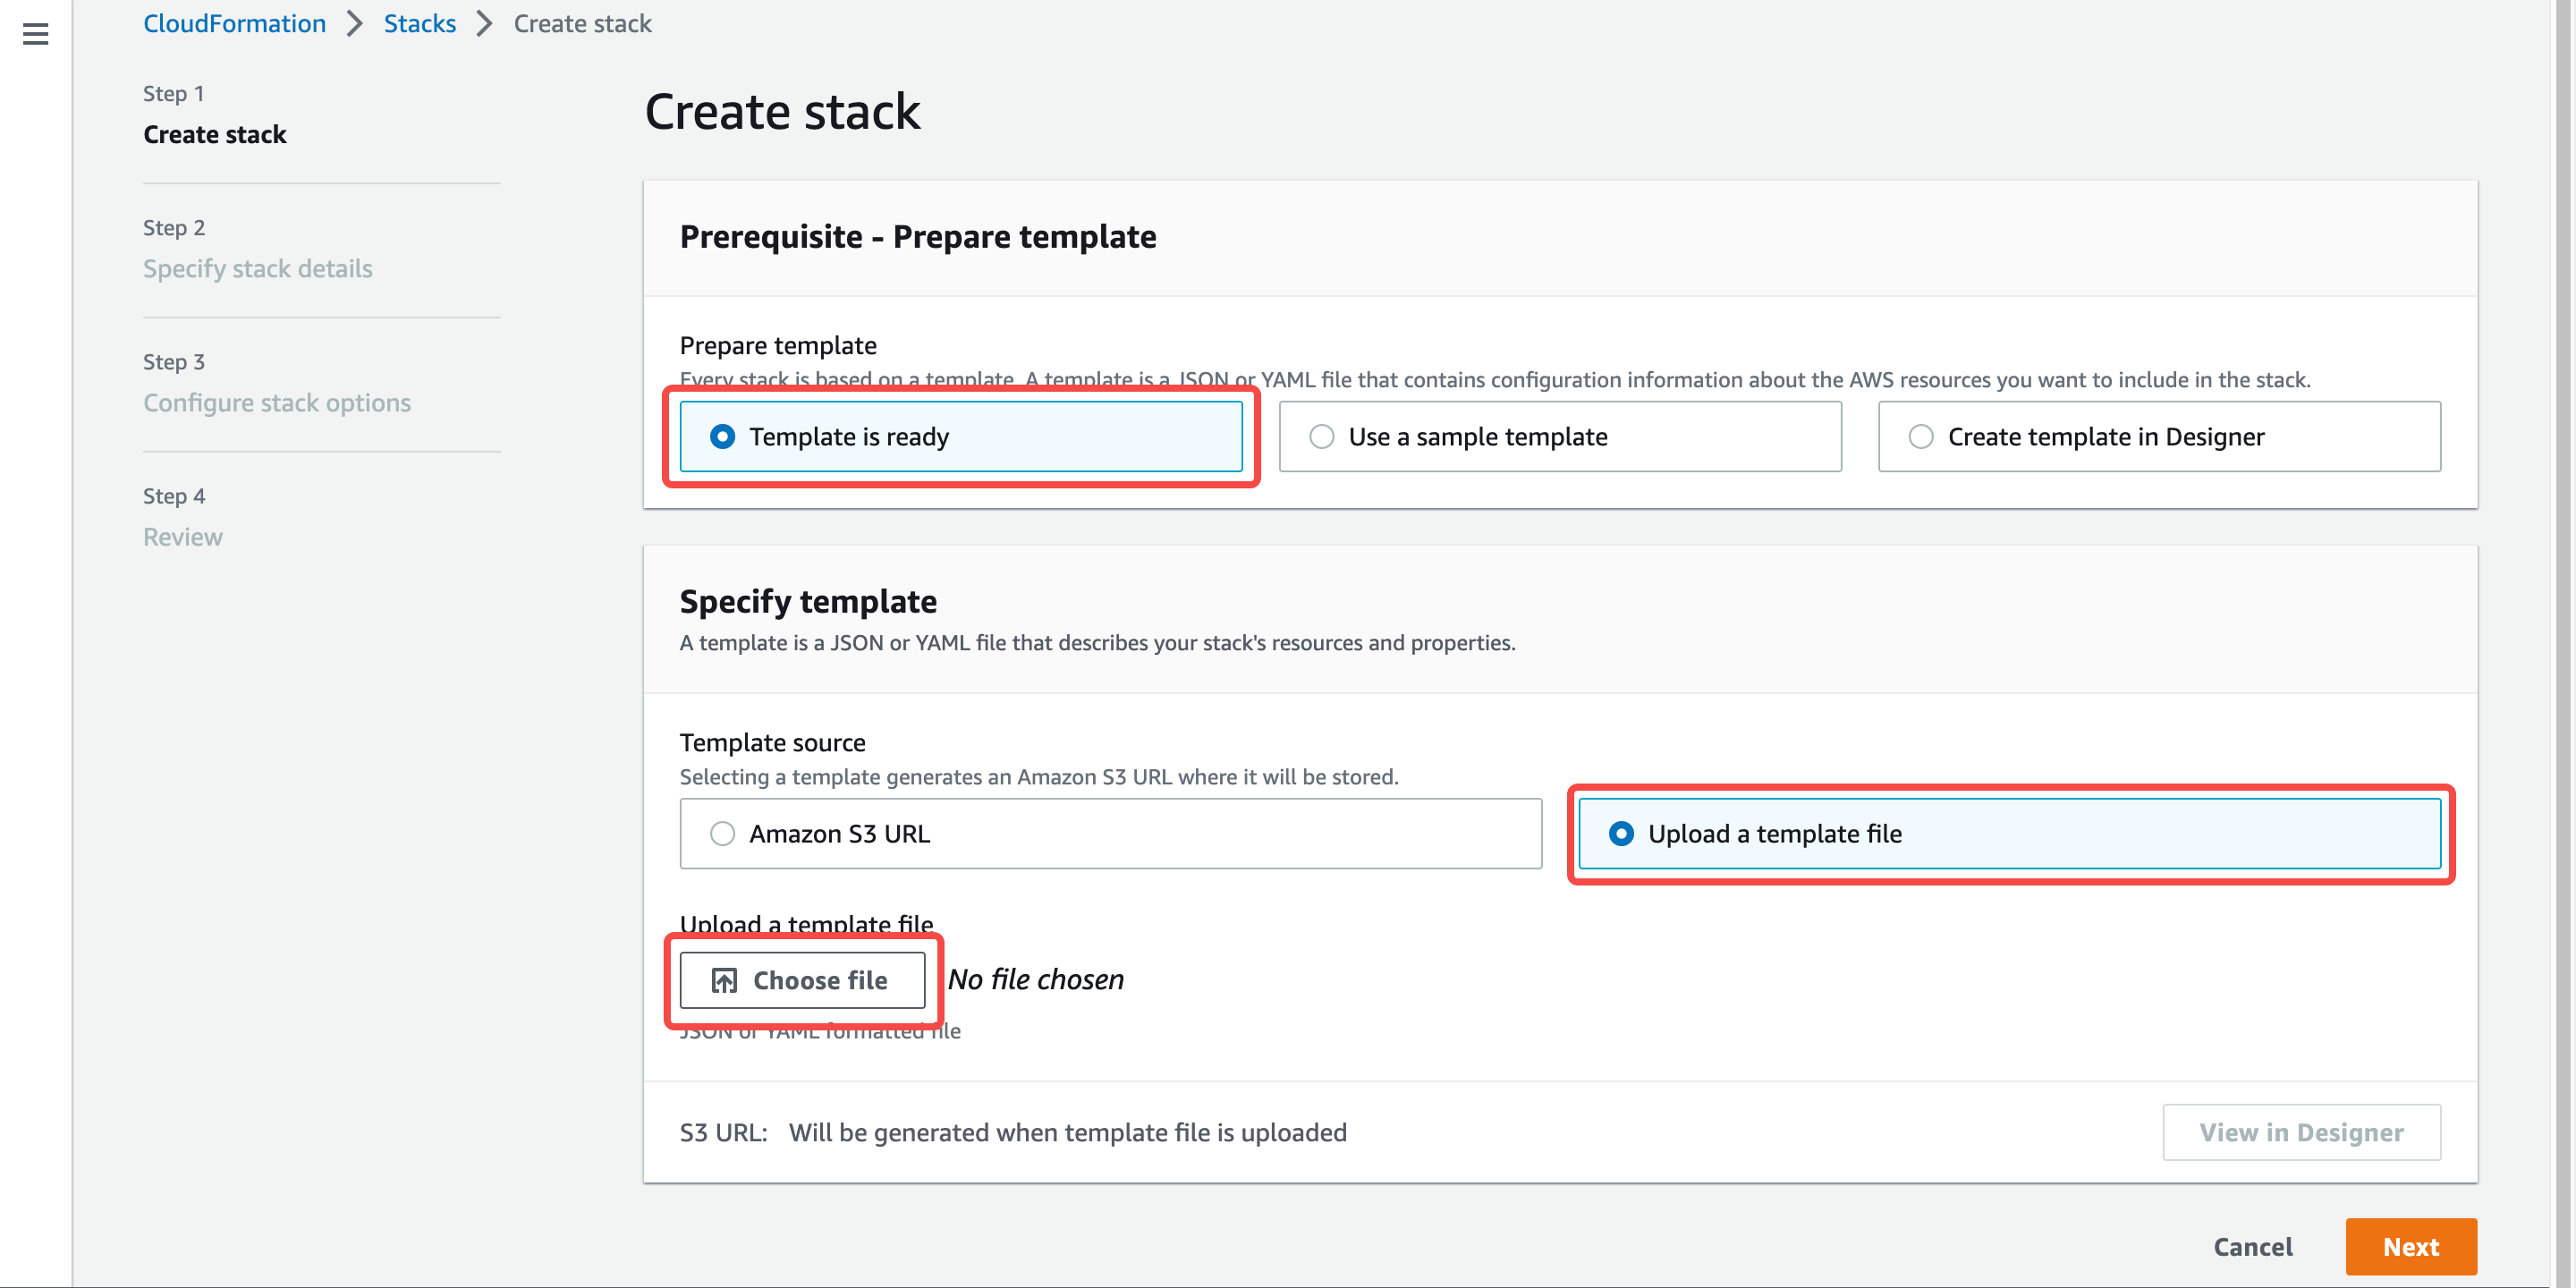 CloudFormation > Stacks > Create stack
Step 1
Create stack
Step 2
Specify stack details
Step 3
Configure stack options
Step 4
Review
Create stack
Prerequisite - Prepare template
Prepare template
Every stack is based on a template. A template is a JSON or YAML file that contains configuration information about the AWS resources you want to include in the stack.
Template is ready
Use a sample template
Create template in Designer
Specify template
A template is a JSON or YAML file that describes your stack's resources and properties.
Template source
Selecting a template generates an Amazon S3 URL where it will be stored.
Amazon S3 URL
Upload a template file
Upload a template file
Choose file
No file chosen
JSON or YAML formatted file
S3 URL: Will be generated when template file is uploaded
View in Designer
Cancel
Next